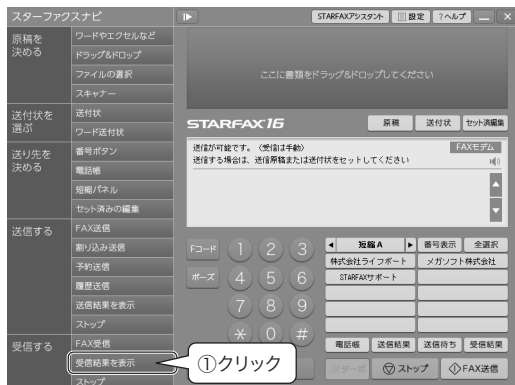 スターファクスナビ
STARFAXアシスタント
設定
?ヘルプ
原稿を
決める
ワードやエクセルなど
ドラッグ&ドロップ
ファイルの選択
スキャナー
送付状を
選ぶ
送付状
ワード送付状
送り先を
決める
番号ボタン
電話帳
短縮パネル
セット済みの編集
送信する
FAX送信
割り込み送信
予約送信
履歴送信
送信結果を表示
ストップ
受信する
FAX受信
受信結果を表示
ストップ
①クリック
ここに書類をドラッグ&ドロップしてください
STARFAX'16
原稿
送付状
セット済編集
送信が可能です。〈受信は手動〉
送信する場合は、送信原稿または送付状をセットしてください
FAXモデム
Fコード
1 2 3
ポーズ
4 5 6
7 8 9
* 0 #
短縮 A
番号表示
全選択
株式会社ライフボート
メガソフト株式会社
STARFAXサポート
電話帳
送信結果
送信待ち
受信結果
ターボ
ストップ
FAX送信